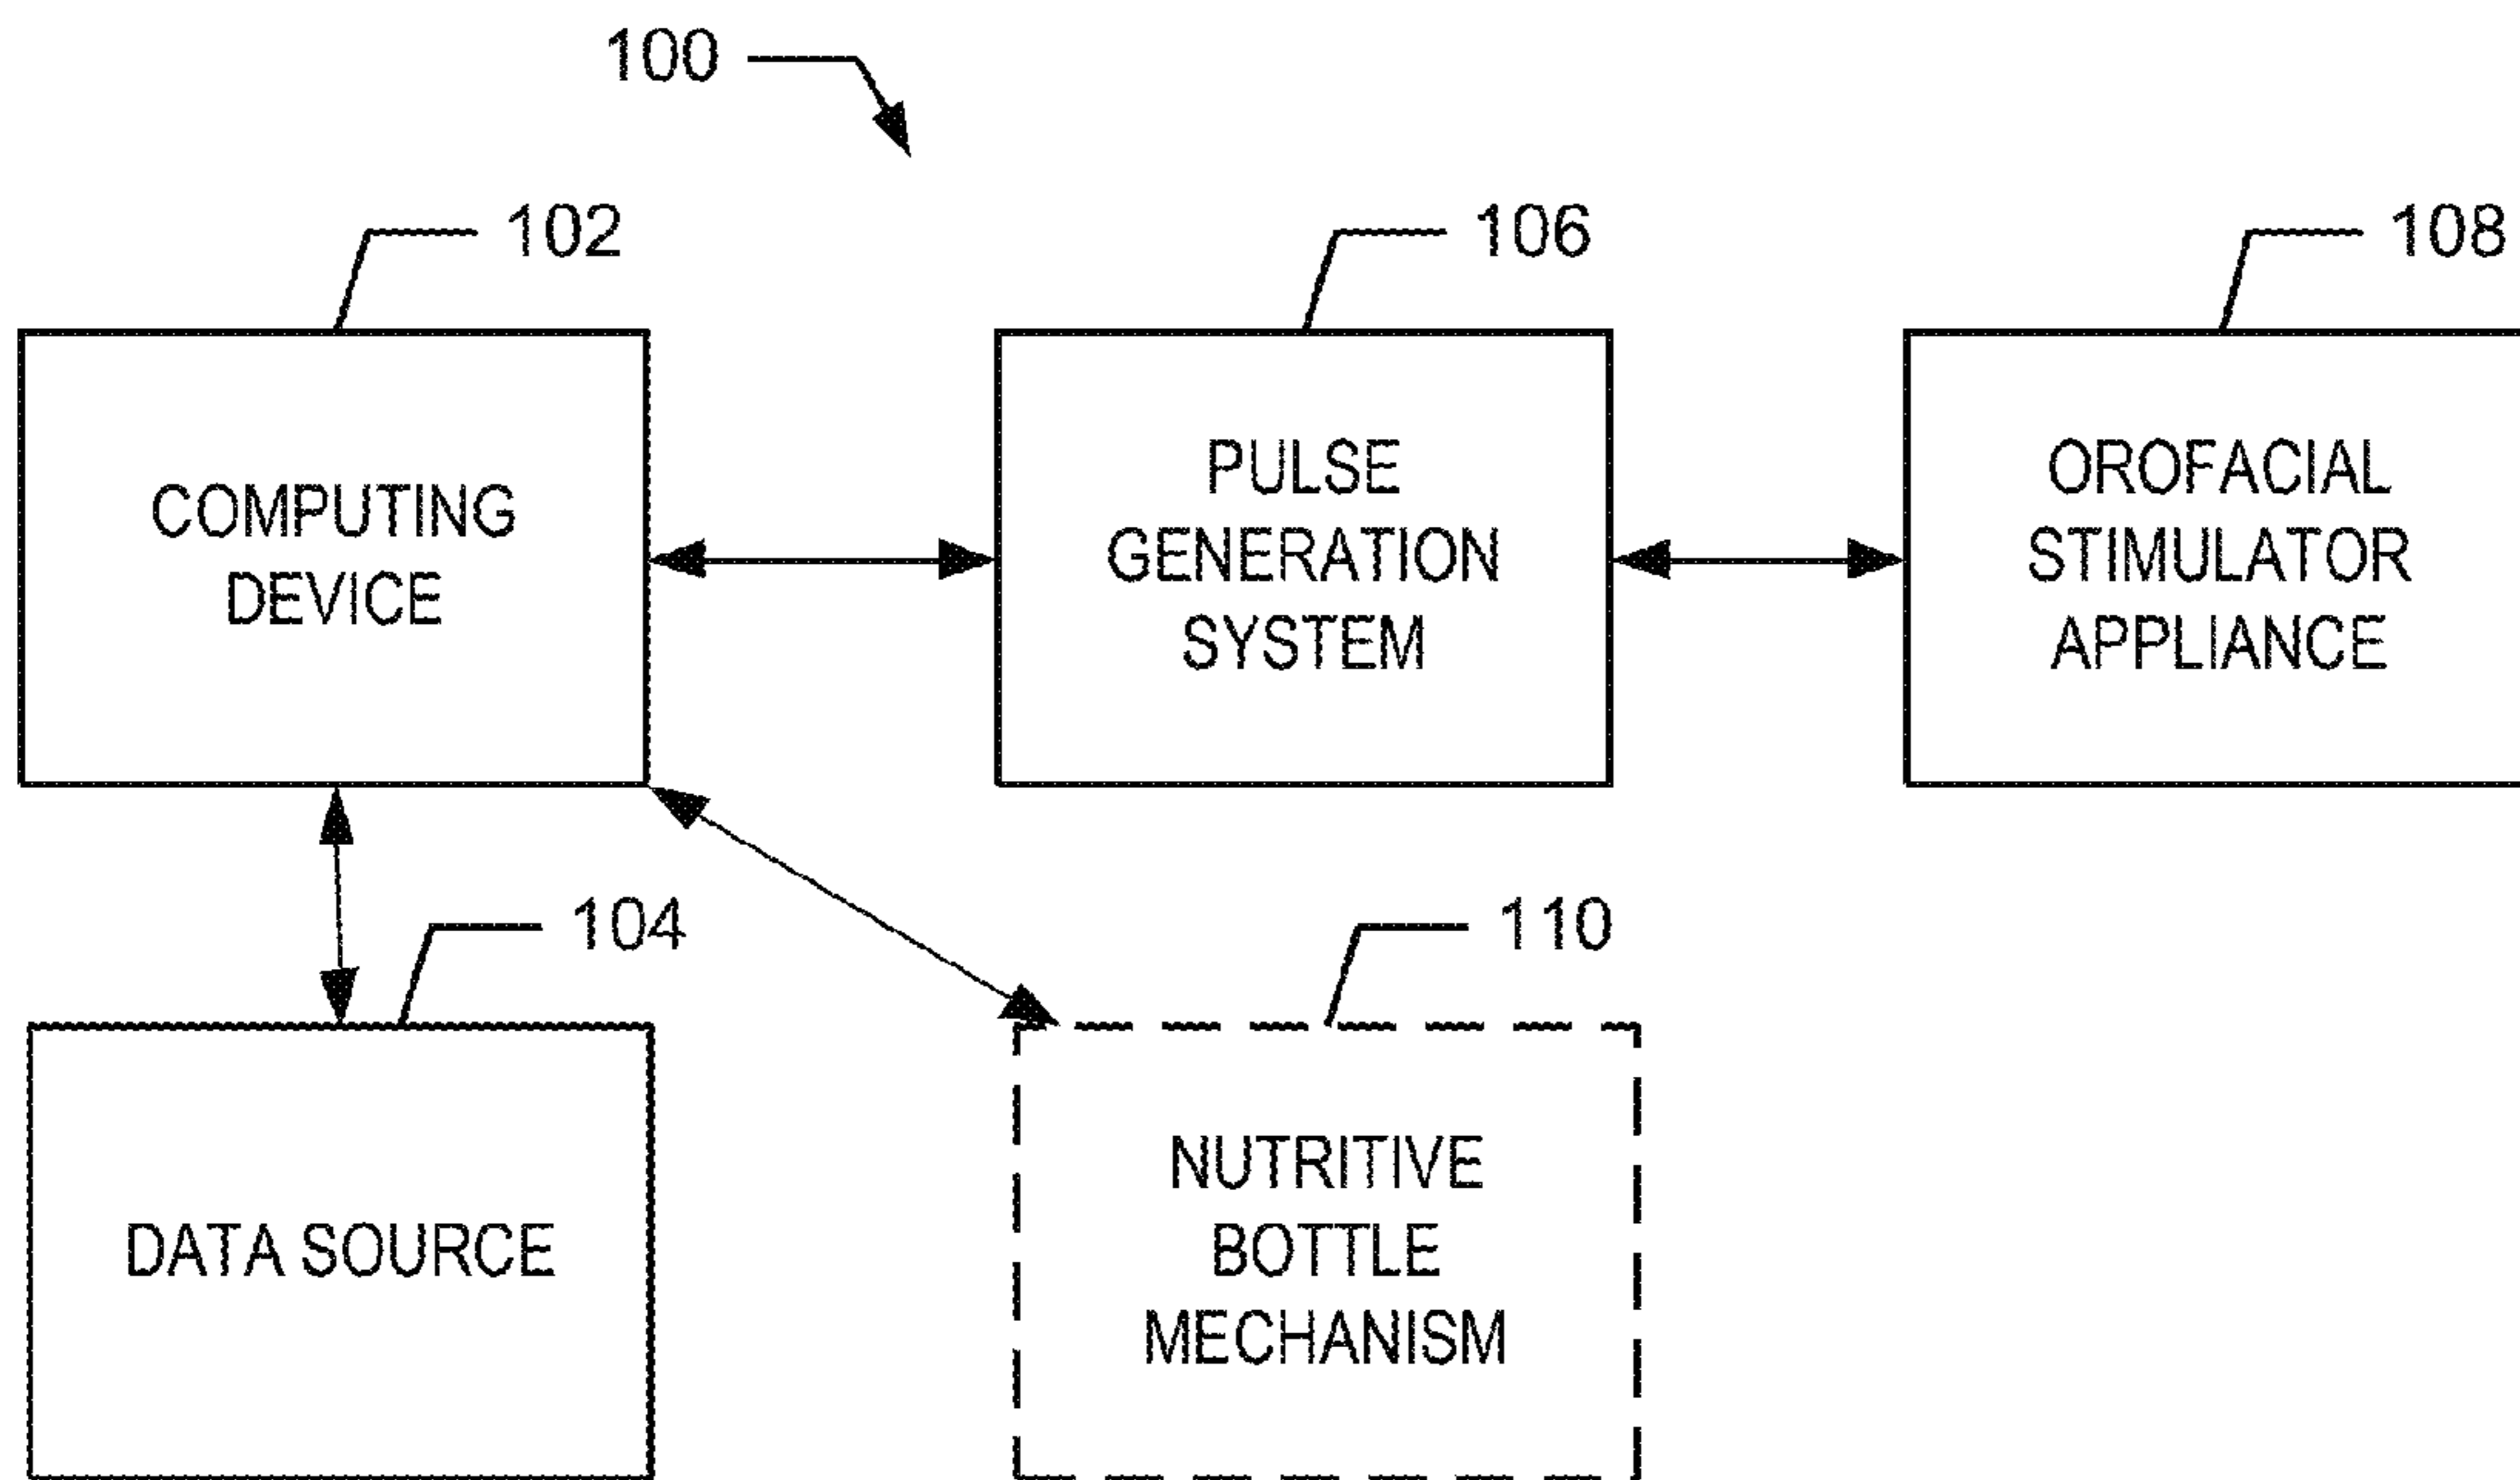 100
102
106
108
COMPUTING
DEVICE
PULSE
GENERATION
SYSTEM
OROFACIAL
STIMULATOR
APPLIANCE
104
110
DATA SOURCE
NUTRITIVE
BOTTLE
MECHANISM